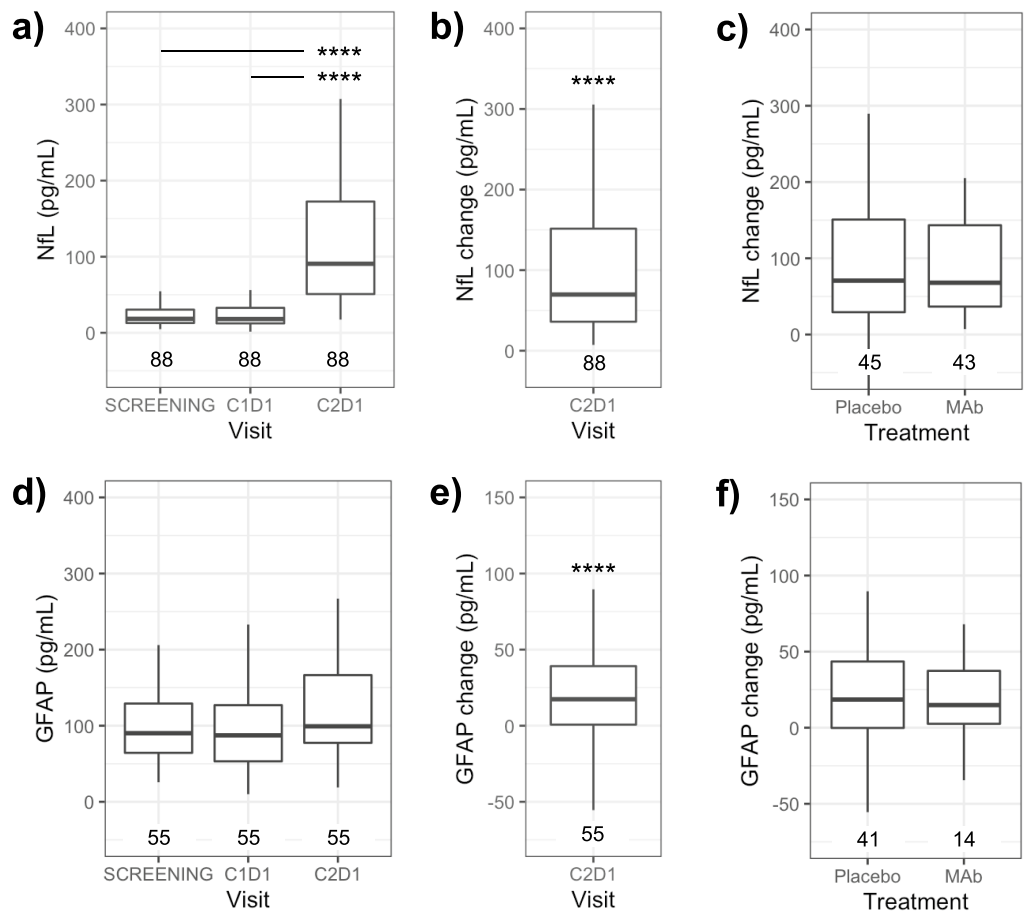 a)
400
300
200
100
0
NfL (pg/mL)
****
****
88 88 88
SCREENING C1D1 C2D1
Visit
b)
400
300
200
100
0
NfL change (pg/mL)
****
88
C2D1
Visit
c)
400
300
200
100
0
NfL change (pg/mL)
45 43
Placebo MAb
Treatment
d)
400
300
200
100
0
GFAP (pg/mL)
55 55 55
SCREENING C1D1 C2D1
Visit
e)
150
100
50
0
-50
GFAP change (pg/mL)
****
55
C2D1
Visit
f)
150
100
50
0
-50
GFAP change (pg/mL)
41 14
Placebo MAb
Treatment